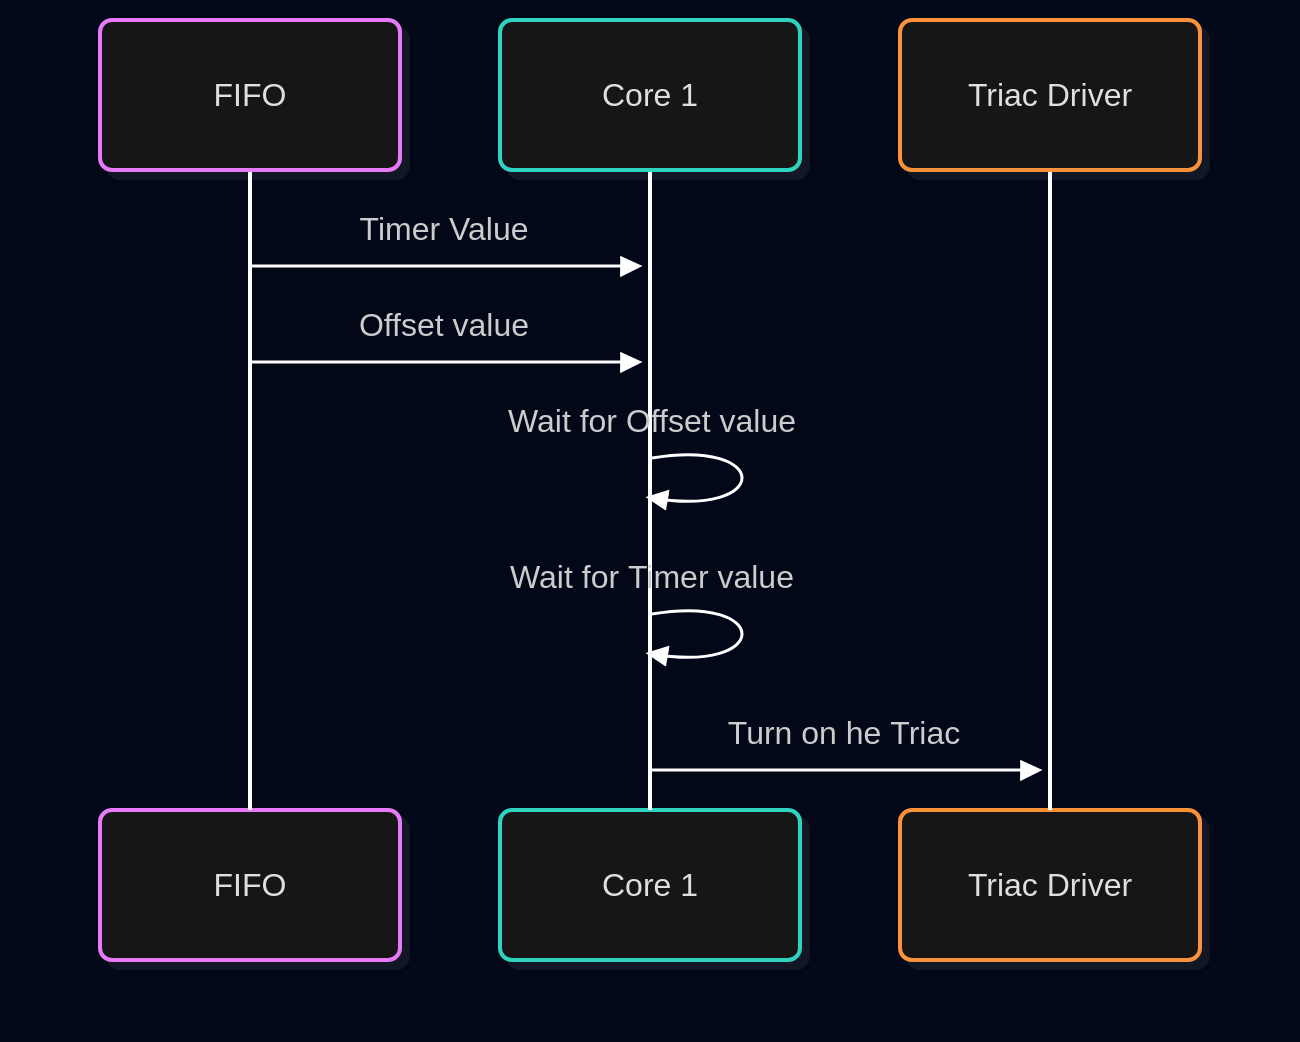 FIFO
Core 1
Triac Driver
Timer Value
Offset value
Wait for Offset value
Wait for Timer value
Turn on he Triac
FIFO
Core 1
Triac Driver